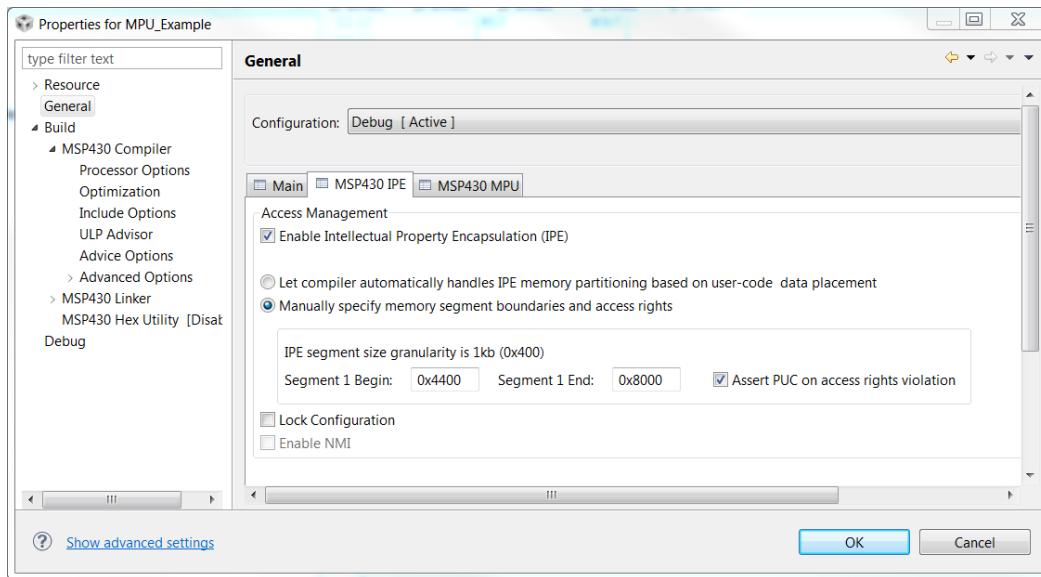 Properties for MPU_Example
type filter text
General
Resource
General
Build
MSP430 Compiler
Processor Options
Optimization
Include Options
ULP Advisor
Advice Options
Advanced Options
MSP430 Linker
MSP430 Hex Utility [Disab
Debug
Configuration: Debug [ Active ]
Main MSP430 IPE MSP430 MPU
Access Management
Enable Intellectual Property Encapsulation (IPE)
Let compiler automatically handles IPE memory partitioning based on user-code data placement
Manually specify memory segment boundaries and access rights
IPE segment size granularity is 1kb (0x400)
Segment 1 Begin: 0x4400 Segment 1 End: 0x8000 Assert PUC on access rights violation
Lock Configuration
Enable NMI
Show advanced settings
OK Cancel